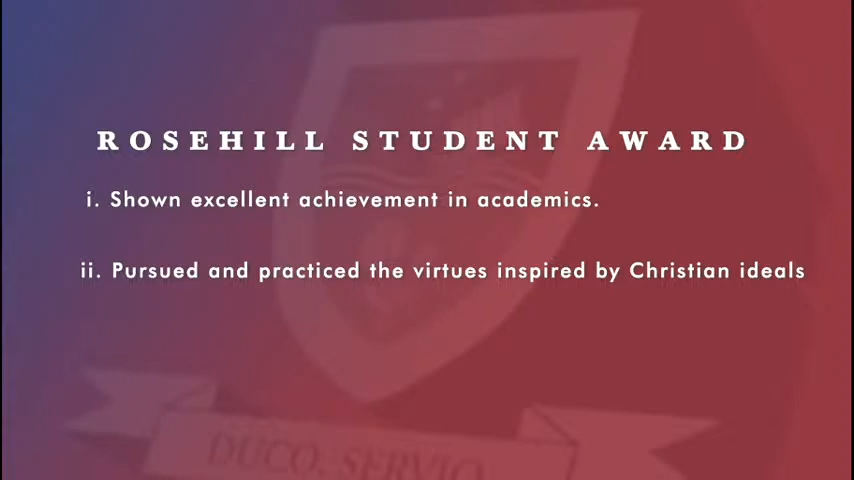 ROSEHILL STUDENT AWARD
i. Shown excellent achievement in academics.
ii. Pursued and practiced the virtues inspired by Christian ideals
DUCO, SERVIO